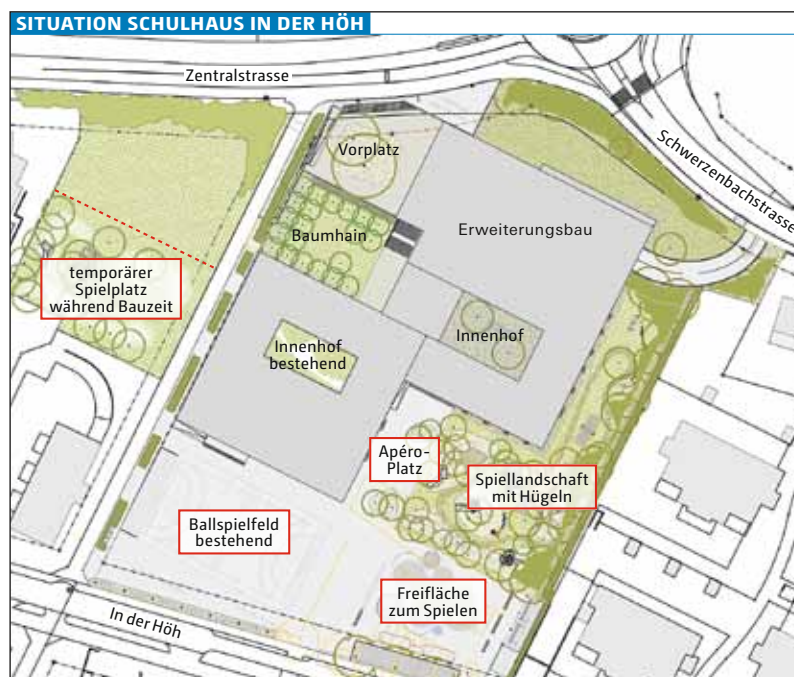 SITUATION SCHULHAUS IN DER HÖH
Zentralstrasse
Schwerzenbachstrasse
Vorplatz
Baumhain
Erweiterungsbau
temporärer
Spielplatz
während Bauzeit
Innenhof
Innenhof
bestehend
Apéro-
Platz
Spiellandschaft
mit Hügeln
Ballspielfeld
bestehend
Freifläche
zum Spielen
In der Höh